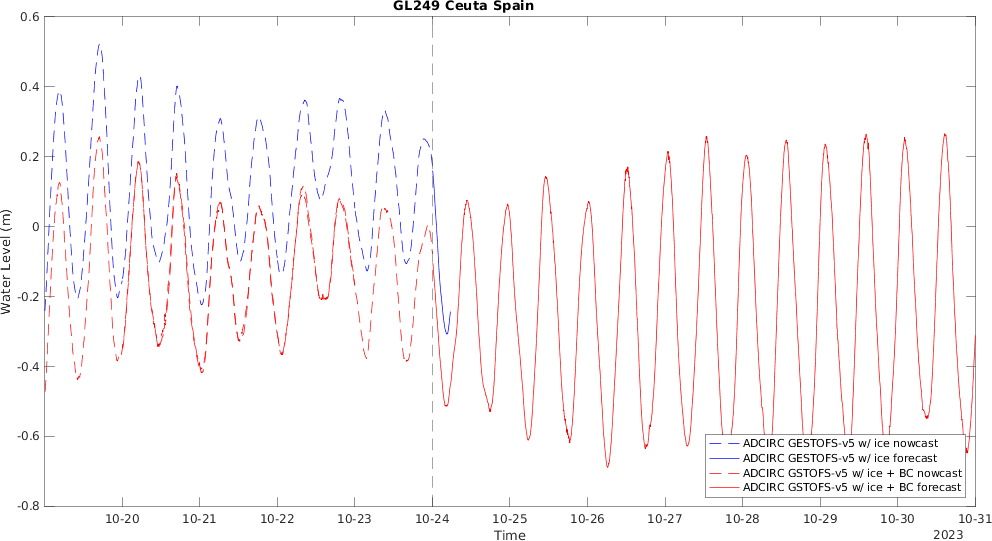 GL249 Ceuta Spain
0.6
0.4
0.2
0
-0.2
-0.4
-0.6
-0.8
Water Level (m)
ADCIRC GESTOFS-v5 w/ ice nowcast
ADCIRC GESTOFS-v5 w/ ice forecast
ADCIRC GSTOFS-v5 w/ ice + BC nowcast
ADCIRC GSTOFS-v5 w/ ice + BC forecast
10-20 10-21 10-22 10-23 10-24 10-25 10-26 10-27 10-28 10-29 10-30 10-31
Time
2023